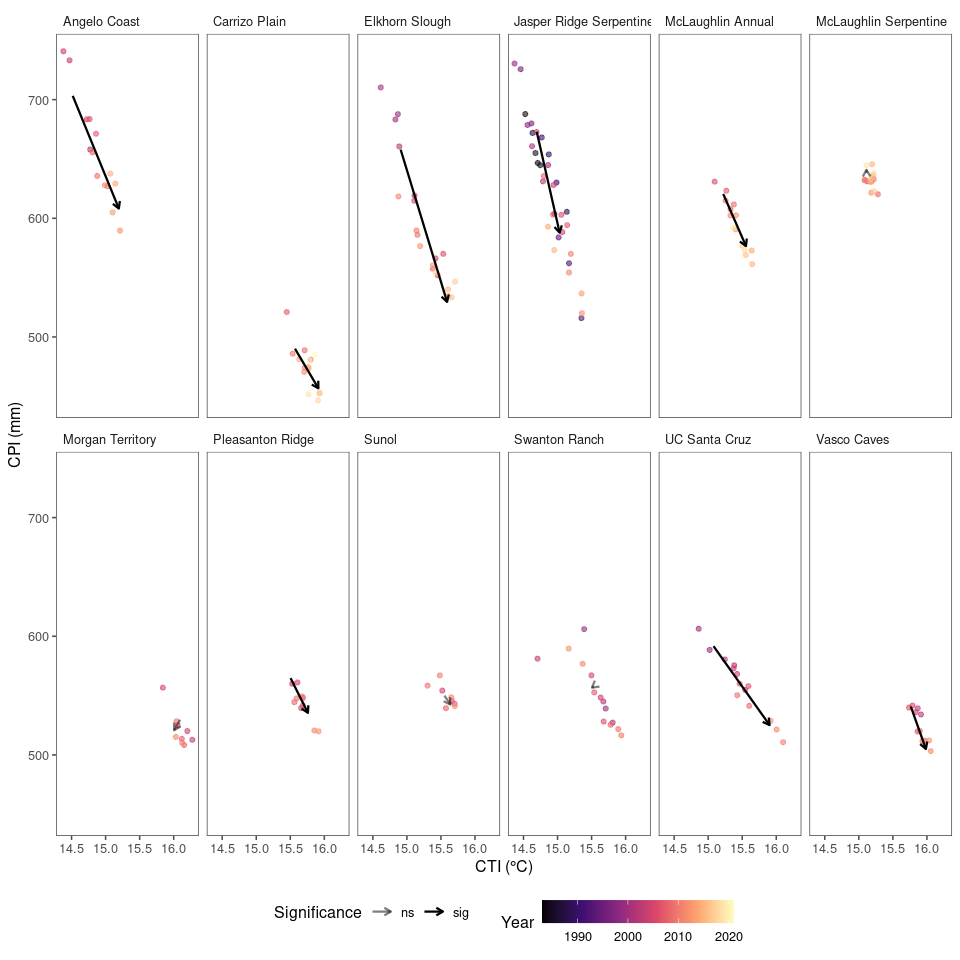 Angelo Coast Carrizo Plain Elkhorn Slough Jasper Ridge Serpentine McLaughlin Annual McLaughlin Serpentine
700
600
500
CPI (mm)
Morgan Territory Pleasanton Ridge Sunol Swanton Ranch UC Santa Cruz Vasco Caves
700
600
500
14.5 15.0 15.5 16.0 14.5 15.0 15.5 16.0 14.5 15.0 15.5 16.0 14.5 15.0 15.5 16.0 14.5 15.0 15.5 16.0 14.5 15.0 15.5 16.0
CTI (°C)
Significance ns sig Year
1990 2000 2010 2020